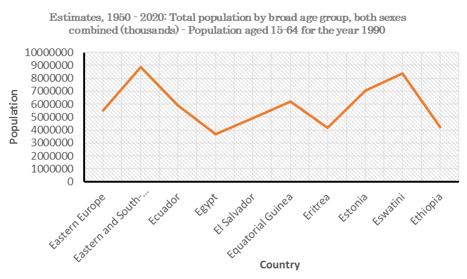 Estimates, 1950 - 2020: Total population by broad age group, both sexes
combined (thousands) - Population aged 15-64 for the year 1990
10000000
9000000
8000000
7000000
6000000
5000000
4000000
3000000
2000000
1000000
0
Population
Eastern Europe
Eastern and South-...
Ecuador
Egypt
El Salvador
Equatorial Guinea
Eritrea
Estonia
Eswatini
Ethiopia
Country